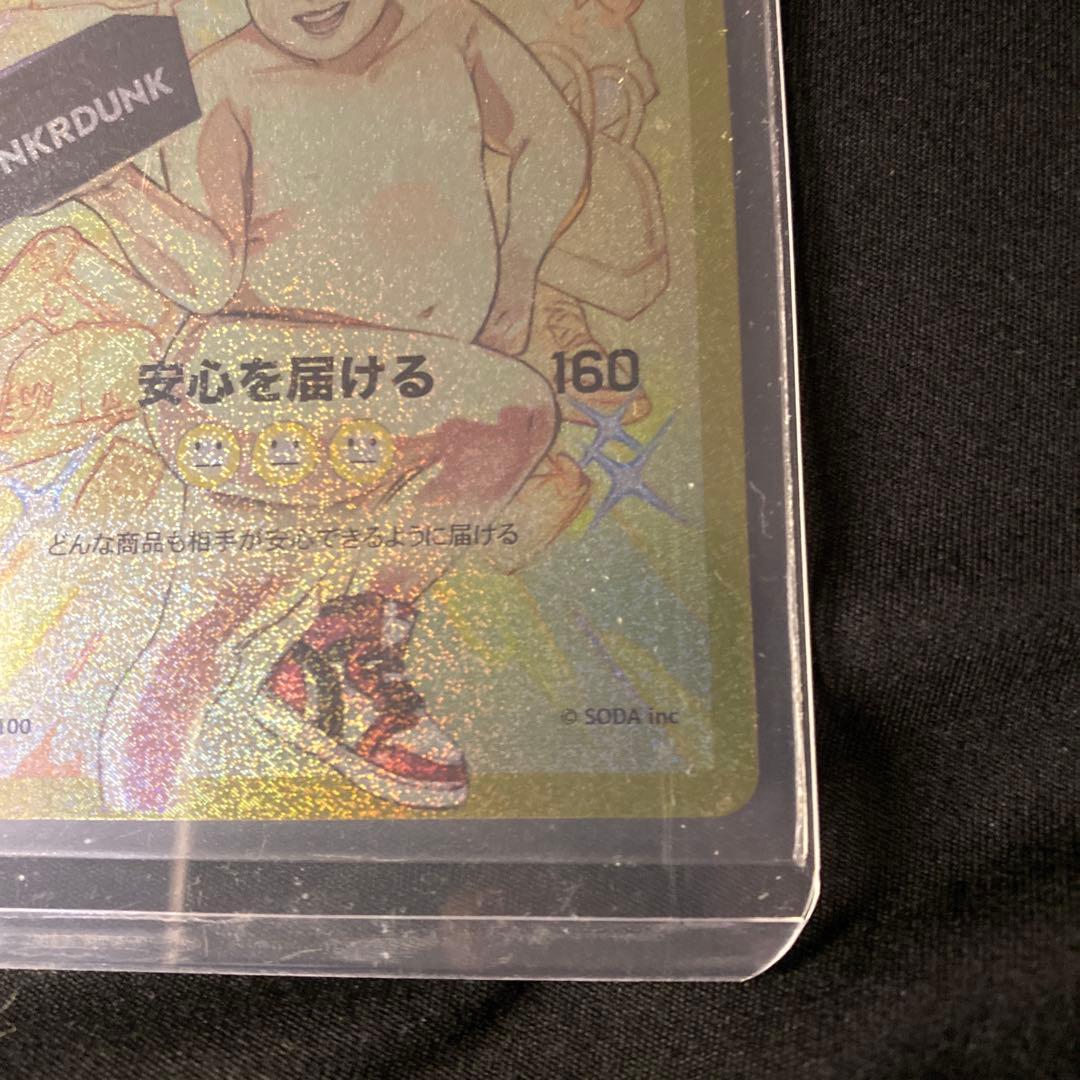 NKRDUNK
安心を届ける 160
どんな商品も相手が安心できるように届ける
100
© SODA inc